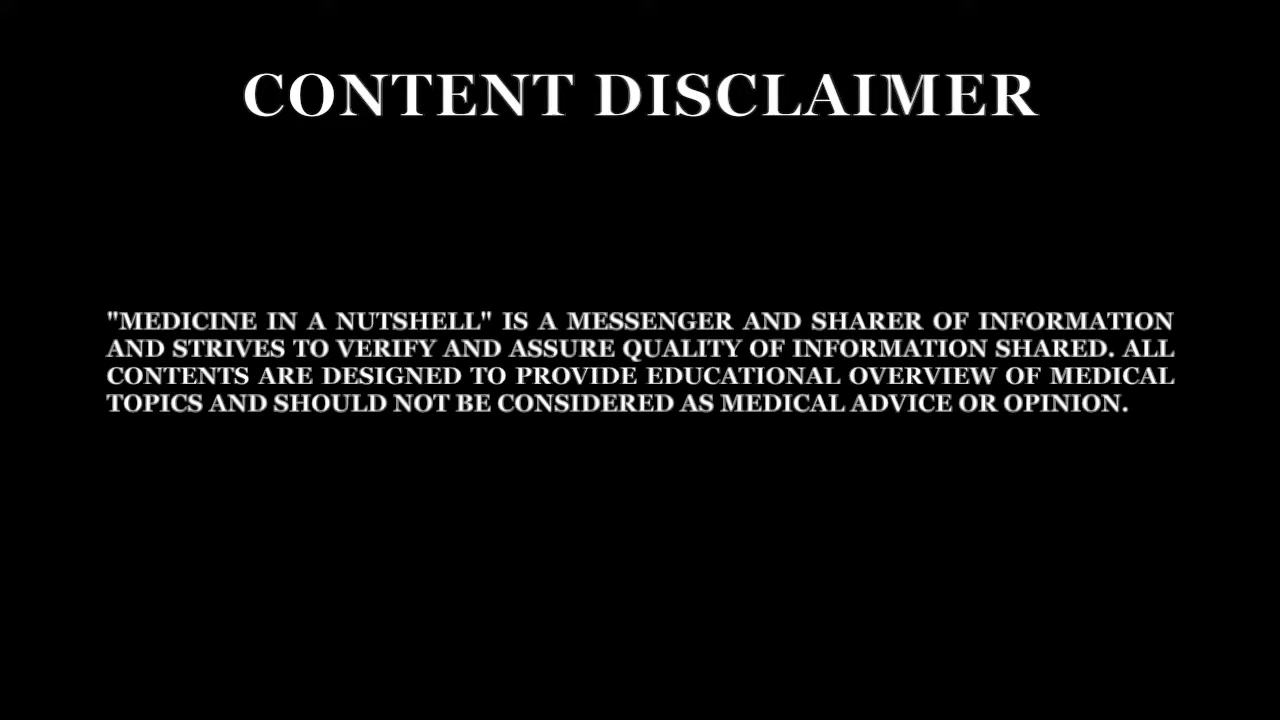 CONTENT DISCLAIMER
"MEDICINE IN A NUTSHELL" IS A MESSENGER AND SHARER OF INFORMATION
AND STRIVES TO VERIFY AND ASSURE QUALITY OF INFORMATION SHARED. ALL
CONTENTS ARE DESIGNED TO PROVIDE EDUCATIONAL OVERVIEW OF MEDICAL
TOPICS AND SHOULD NOT BE CONSIDERED AS MEDICAL ADVICE OR OPINION.